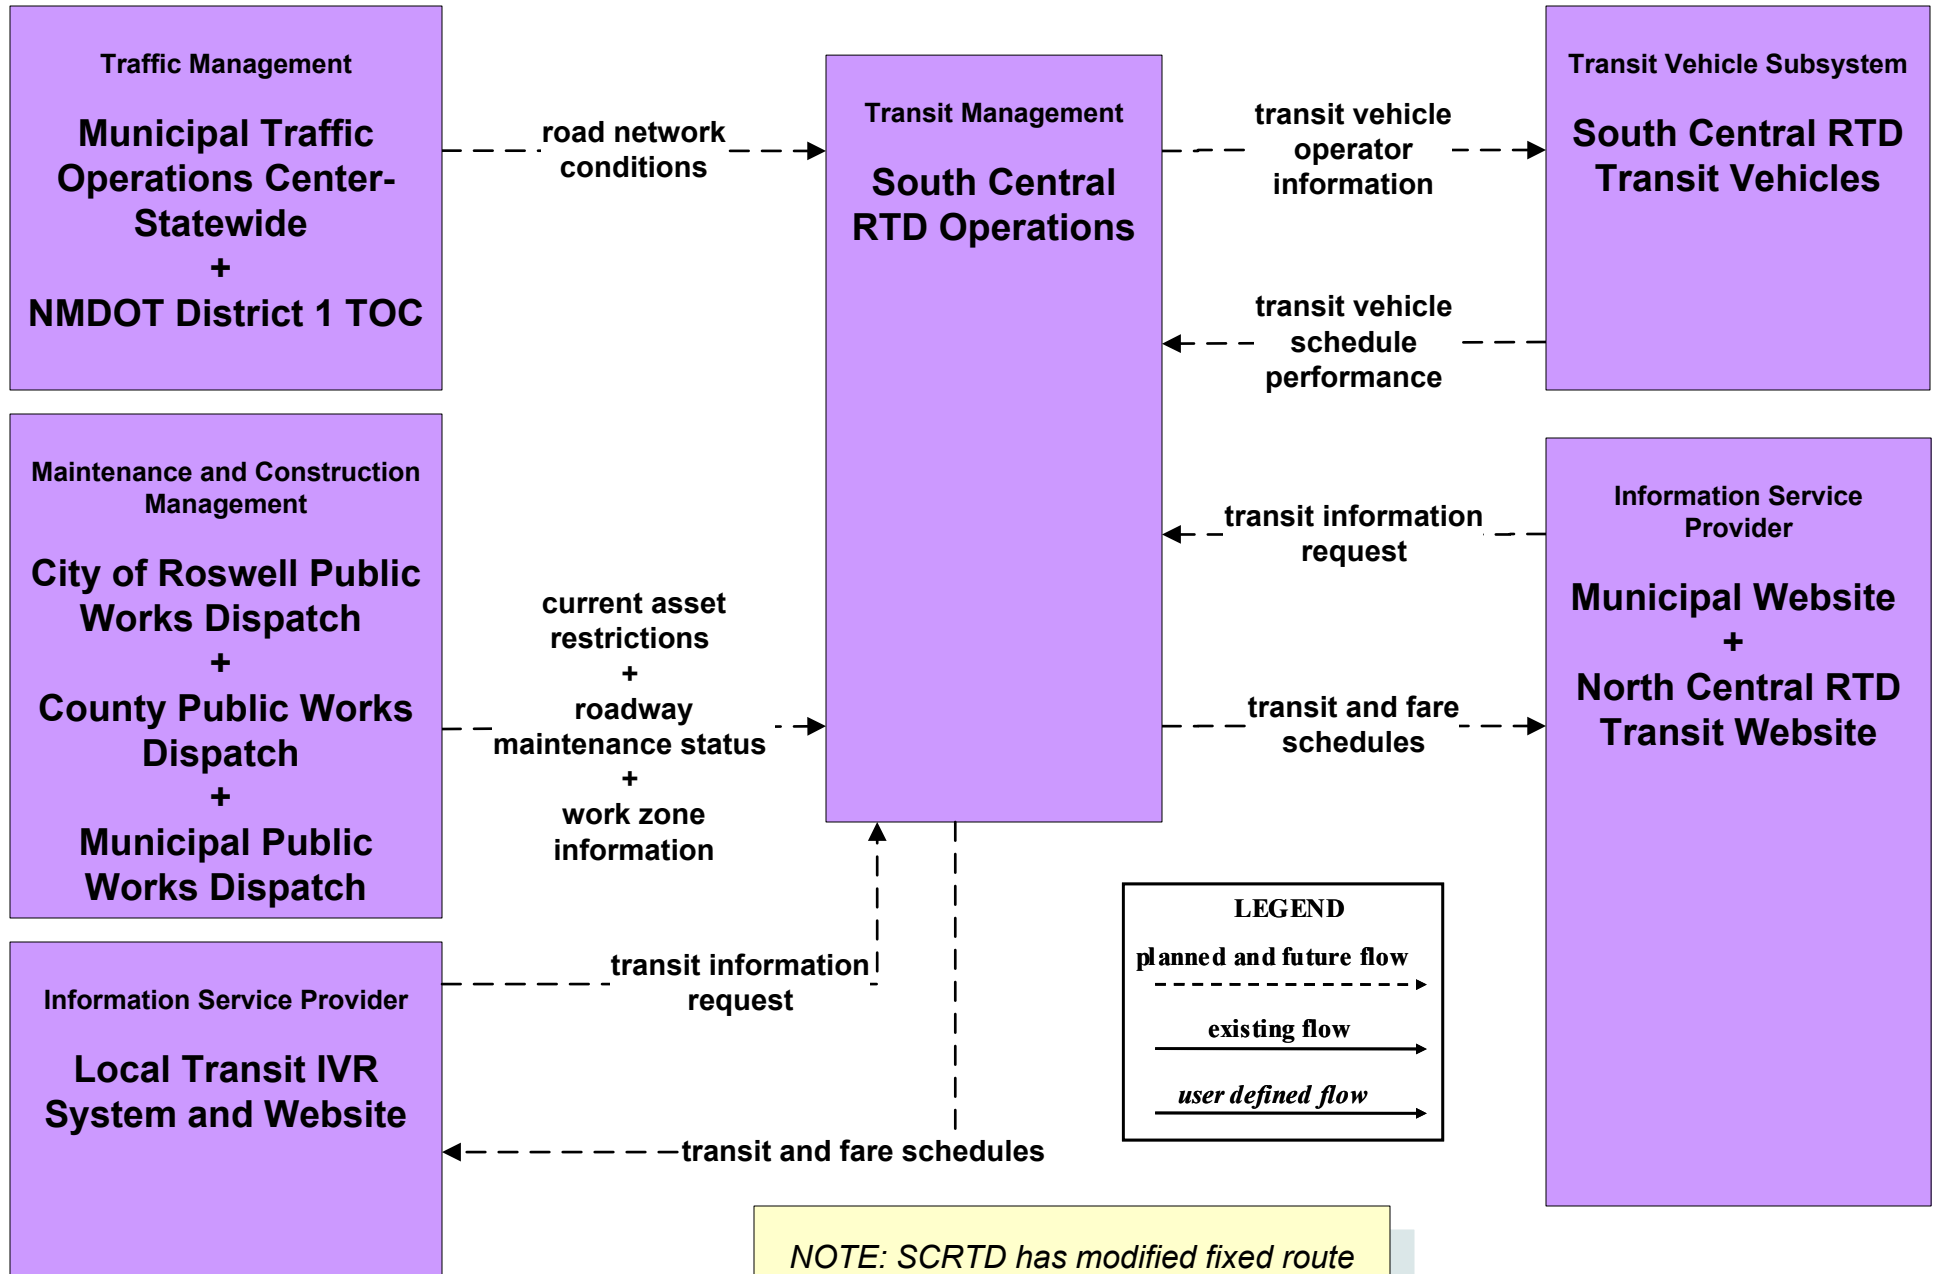 Traffic Management
Municipal Traffic
Operations Center-
Statewide
+
NMDOT District 1 TOC
road network
conditions
Transit Management
South Central
RTD Operations
transit vehicle
operator
information
Transit Vehicle Subsystem
South Central RTD
Transit Vehicles
transit vehicle
schedule
performance
Maintenance and Construction
Management
City of Roswell Public
Works Dispatch
+
County Public Works
Dispatch
+
Municipal Public
Works Dispatch
current asset
restrictions
+
roadway
maintenance status
+
work zone
information
transit information
request
Information Service
Provider
Municipal Website
+
North Central RTD
Transit Website
transit and fare
schedules
Information Service Provider
Local Transit IVR
System and Website
transit information
request
transit and fare schedules
LEGEND
planned and future flow
existing flow
user defined flow
NOTE: SCRTD has modified fixed route